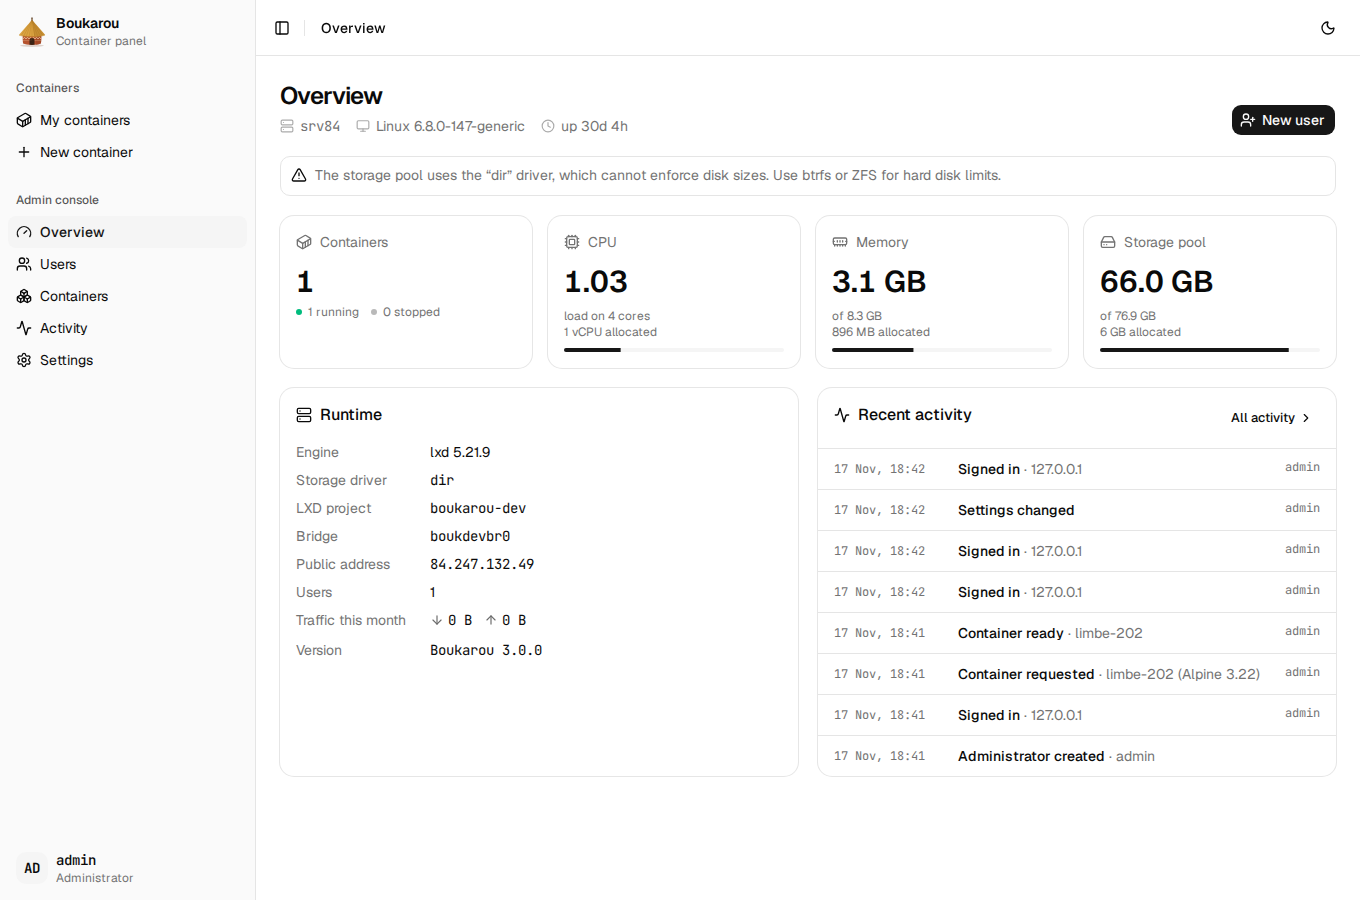 Boukarou
Container panel
Containers
My containers
New container
Admin console
Overview
Users
Containers
Activity
Settings
AD
admin
Administrator
Overview
Overview
srv84 Linux 6.8.0-147-generic up 30d 4h
New user
The storage pool uses the “dir” driver, which cannot enforce disk sizes. Use btrfs or ZFS for hard disk limits.
Containers
1
1 running 0 stopped
CPU
1.03
load on 4 cores
1 vCPU allocated
Memory
3.1 GB
of 8.3 GB
896 MB allocated
Storage pool
66.0 GB
of 76.9 GB
6 GB allocated
Runtime
Engine lxd 5.21.9
Storage driver dir
LXD project boukarou-dev
Bridge boukdevbr0
Public address 84.247.132.49
Users 1
Traffic this month ↓ 0 B ↑ 0 B
Version Boukarou 3.0.0
Recent activity
All activity
17 Nov, 18:42 Signed in · 127.0.0.1 admin
17 Nov, 18:42 Settings changed admin
17 Nov, 18:42 Signed in · 127.0.0.1 admin
17 Nov, 18:42 Signed in · 127.0.0.1 admin
17 Nov, 18:41 Container ready · limbe-202 admin
17 Nov, 18:41 Container requested · limbe-202 (Alpine 3.22) admin
17 Nov, 18:41 Signed in · 127.0.0.1 admin
17 Nov, 18:41 Administrator created · admin